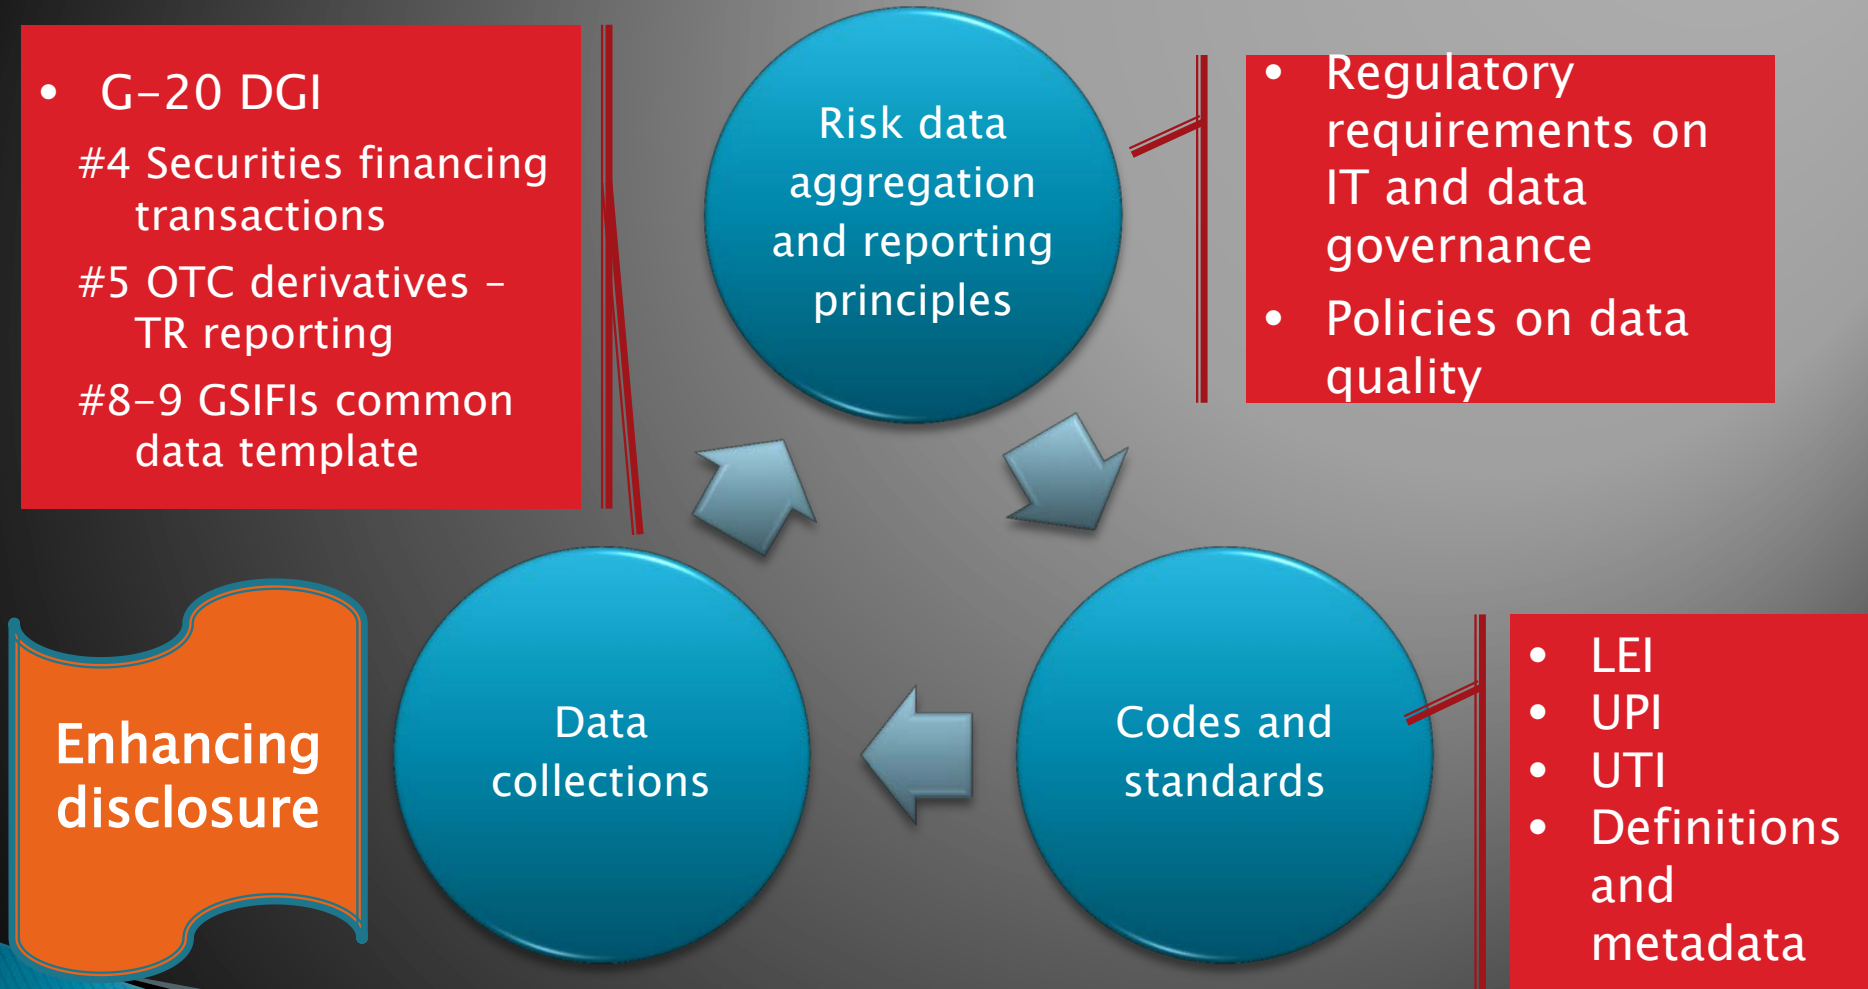 • G-20 DGI
#4 Securities financing
transactions
#5 OTC derivatives –
TR reporting
#8-9 GSIFIs common
data template
Risk data
aggregation
and reporting
principles
• Regulatory
requirements on
IT and data
governance
• Policies on data
quality
Enhancing
disclosure
Data
collections
Codes and
standards
• LEI
• UPI
• UTI
• Definitions
and
metadata